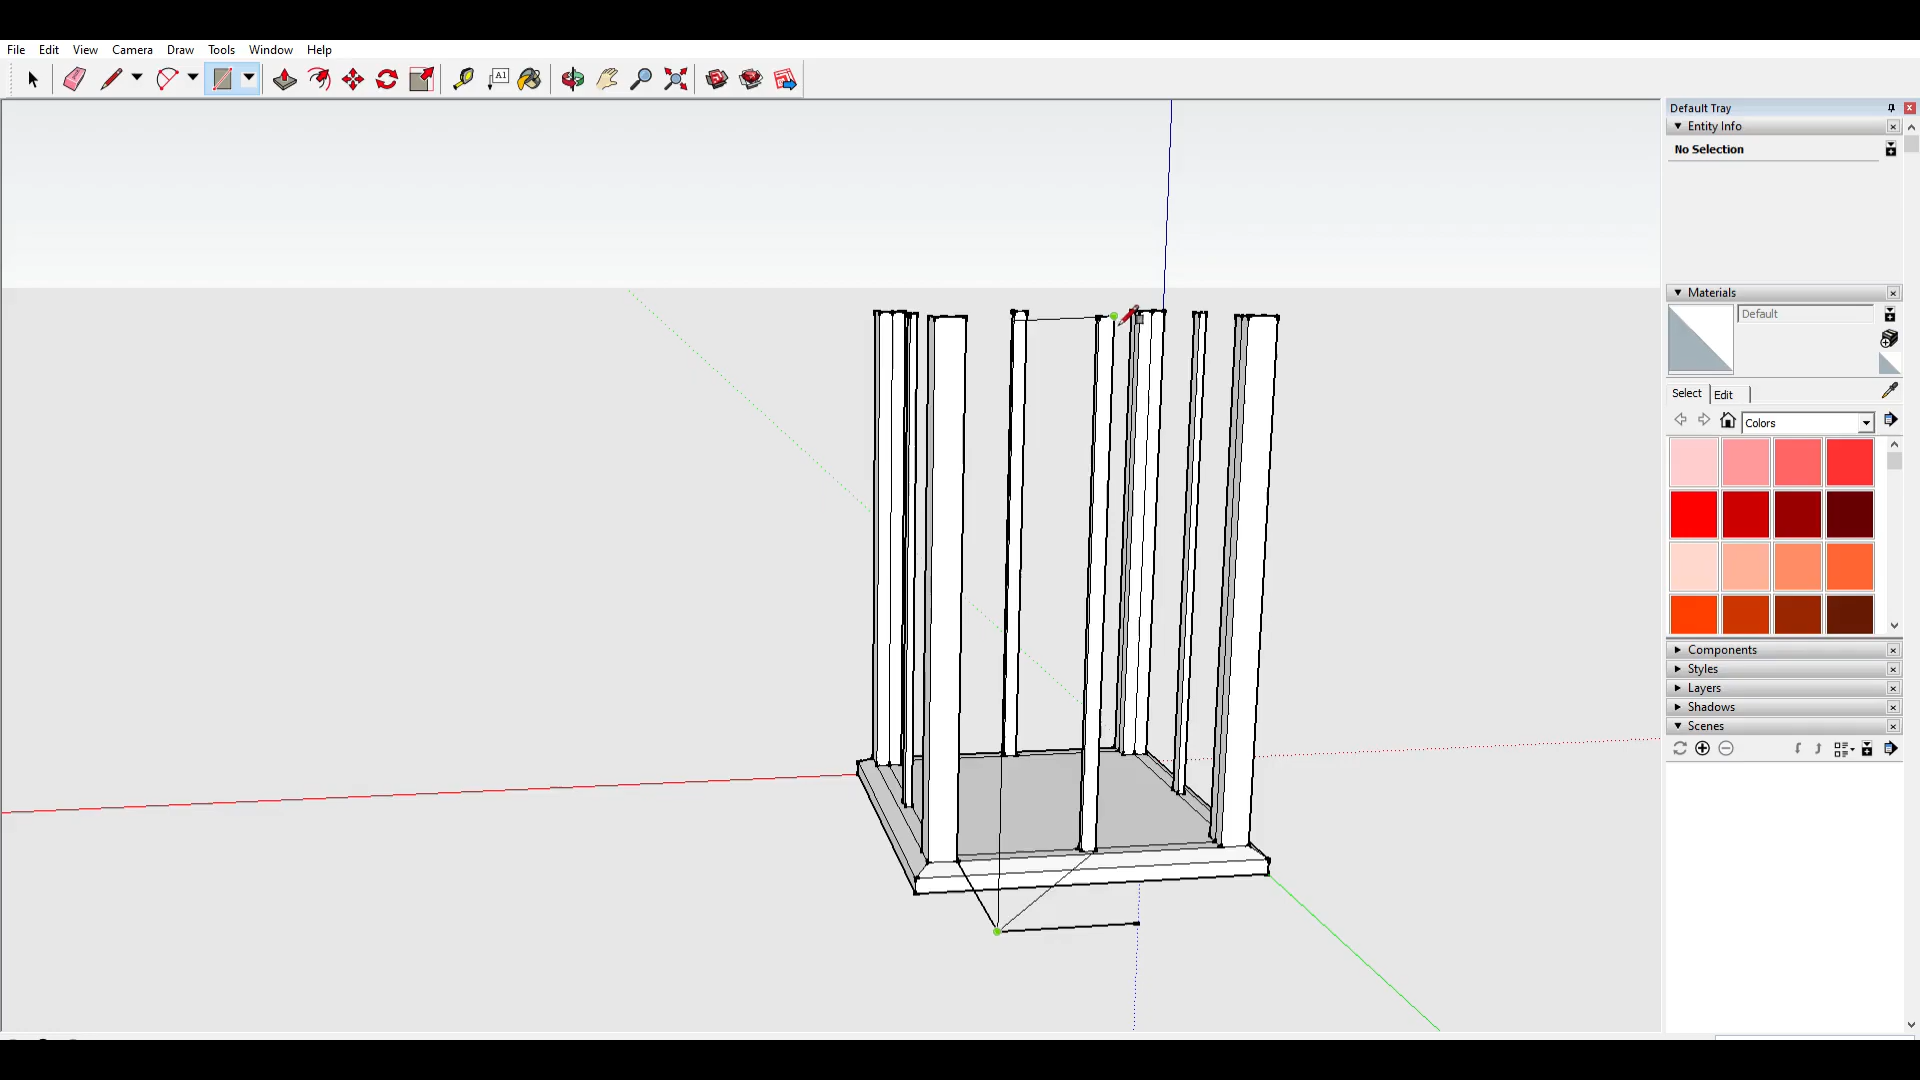 File Edit View Camera Draw Tools Window Help
A1
Default Tray
Entity Info
No Selection
Materials
Default
Select Edit
Colors
Components
Styles
Layers
Shadows
Scenes